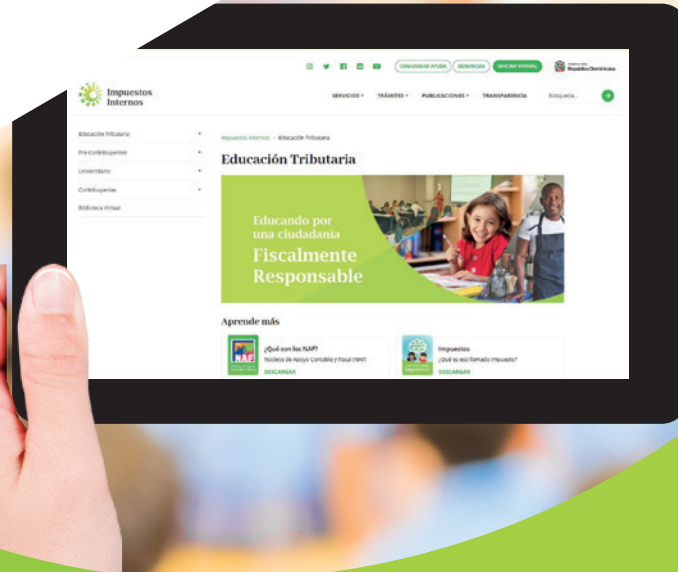 COMUNIDAD AYUDA
DENUNCIAS
OFICINA VIRTUAL
República Dominicana
Impuestos
Internos
SERVICIOS
TRÁMITES
PUBLICACIONES
TRANSPARENCIA
Búsqueda...
Educación Tributaria
Pre-Contribuyentes
Universitario
Contribuyentes
Biblioteca Virtual
Impuestos Internos > Educación Tributaria
Educación Tributaria
Educando por
una ciudadanía
Fiscalmente
Responsable
Aprende más
NAF
¿Qué son los NAF?
Núcleos de Apoyo Contable y Fiscal (NAF)
DESCARGAR
Impuestos
¿Qué es eso llamado Impuesto?
DESCARGAR